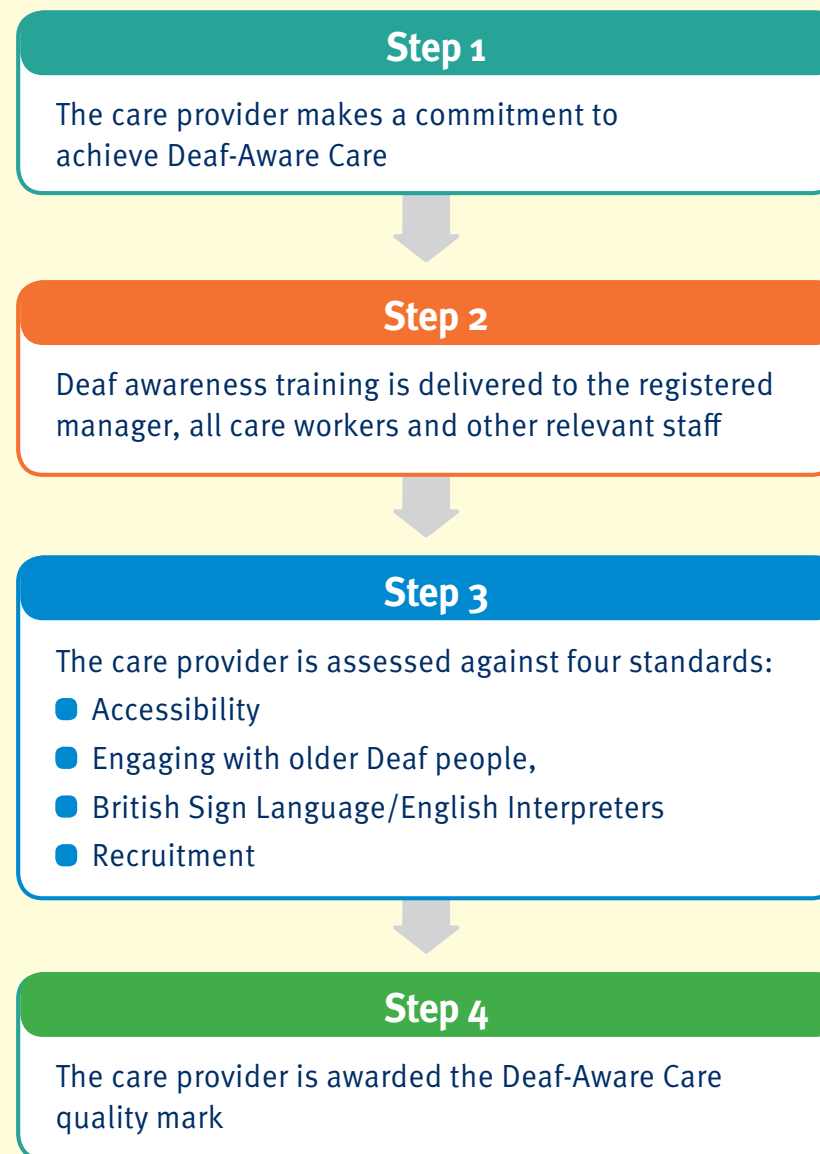 Step 1
The care provider makes a commitment to
achieve Deaf-Aware Care
Step 2
Deaf awareness training is delivered to the registered
manager, all care workers and other relevant staff
Step 3
The care provider is assessed against four standards:
Accessibility
Engaging with older Deaf people,
British Sign Language/English Interpreters
Recruitment
Step 4
The care provider is awarded the Deaf-Aware Care
quality mark